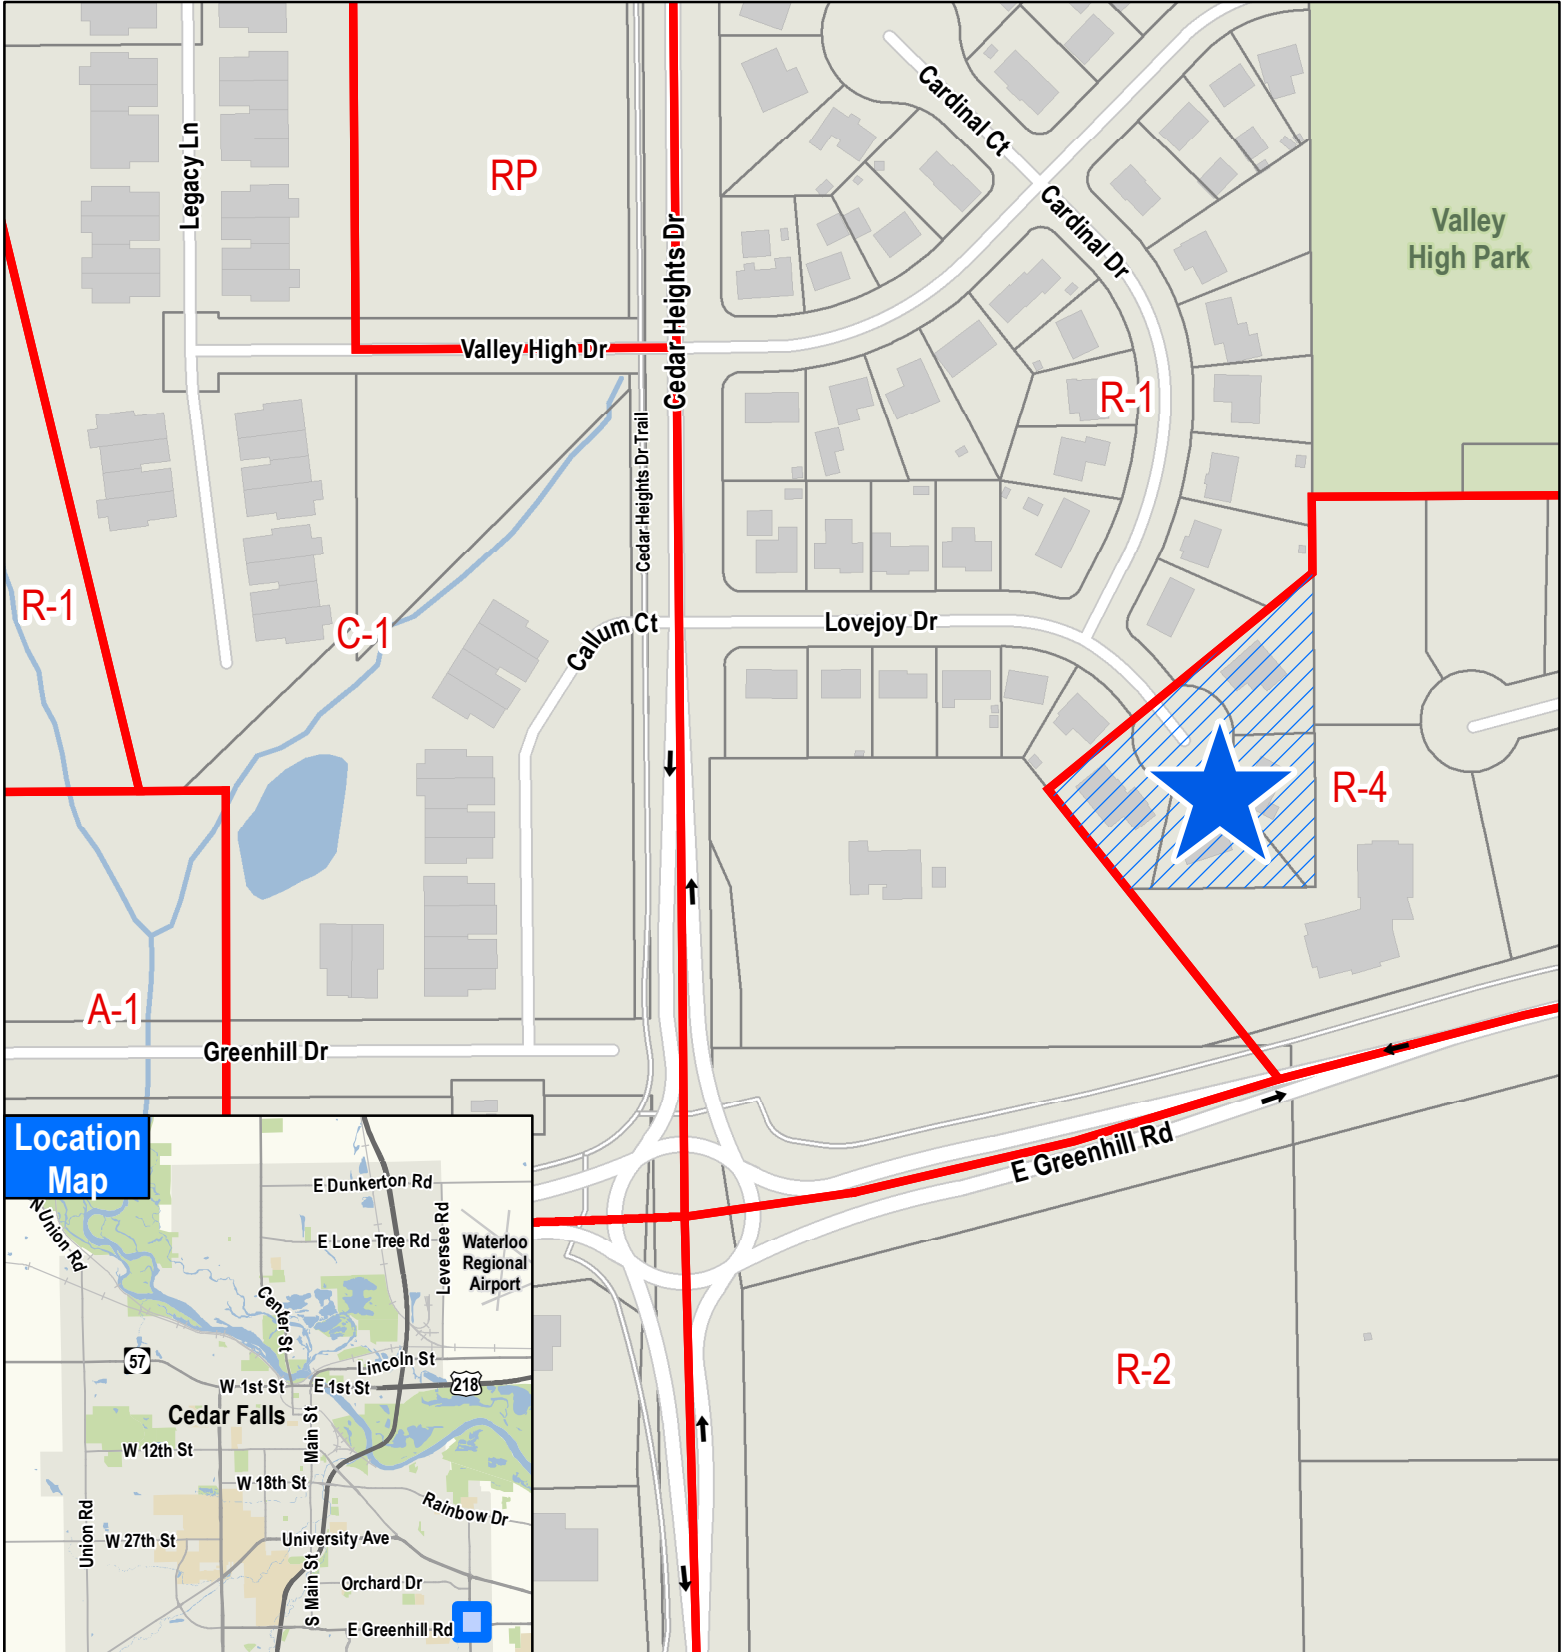 Cardinal Ct
Legacy Ln
RP
Cardinal Dr
Valley
High Park
Cedar Heights Dr
Valley High Dr
R-1
Cedar Heights Dr Trail
R-1
C-1
Callum Ct
Lovejoy Dr
R-4
A-1
Greenhill Dr
E Greenhill Rd
R-2
Location
Map
E Dunkerton Rd
N Union Rd
E Lone Tree Rd
Leversee Rd
Waterloo
Regional
Airport
Center St
57
Lincoln St
W 1st St
E 1st St
218
Cedar Falls
Main St
W 12th St
W 18th St
Rainbow Dr
Union Rd
W 27th St
University Ave
S Main St
Orchard Dr
E Greenhill Rd